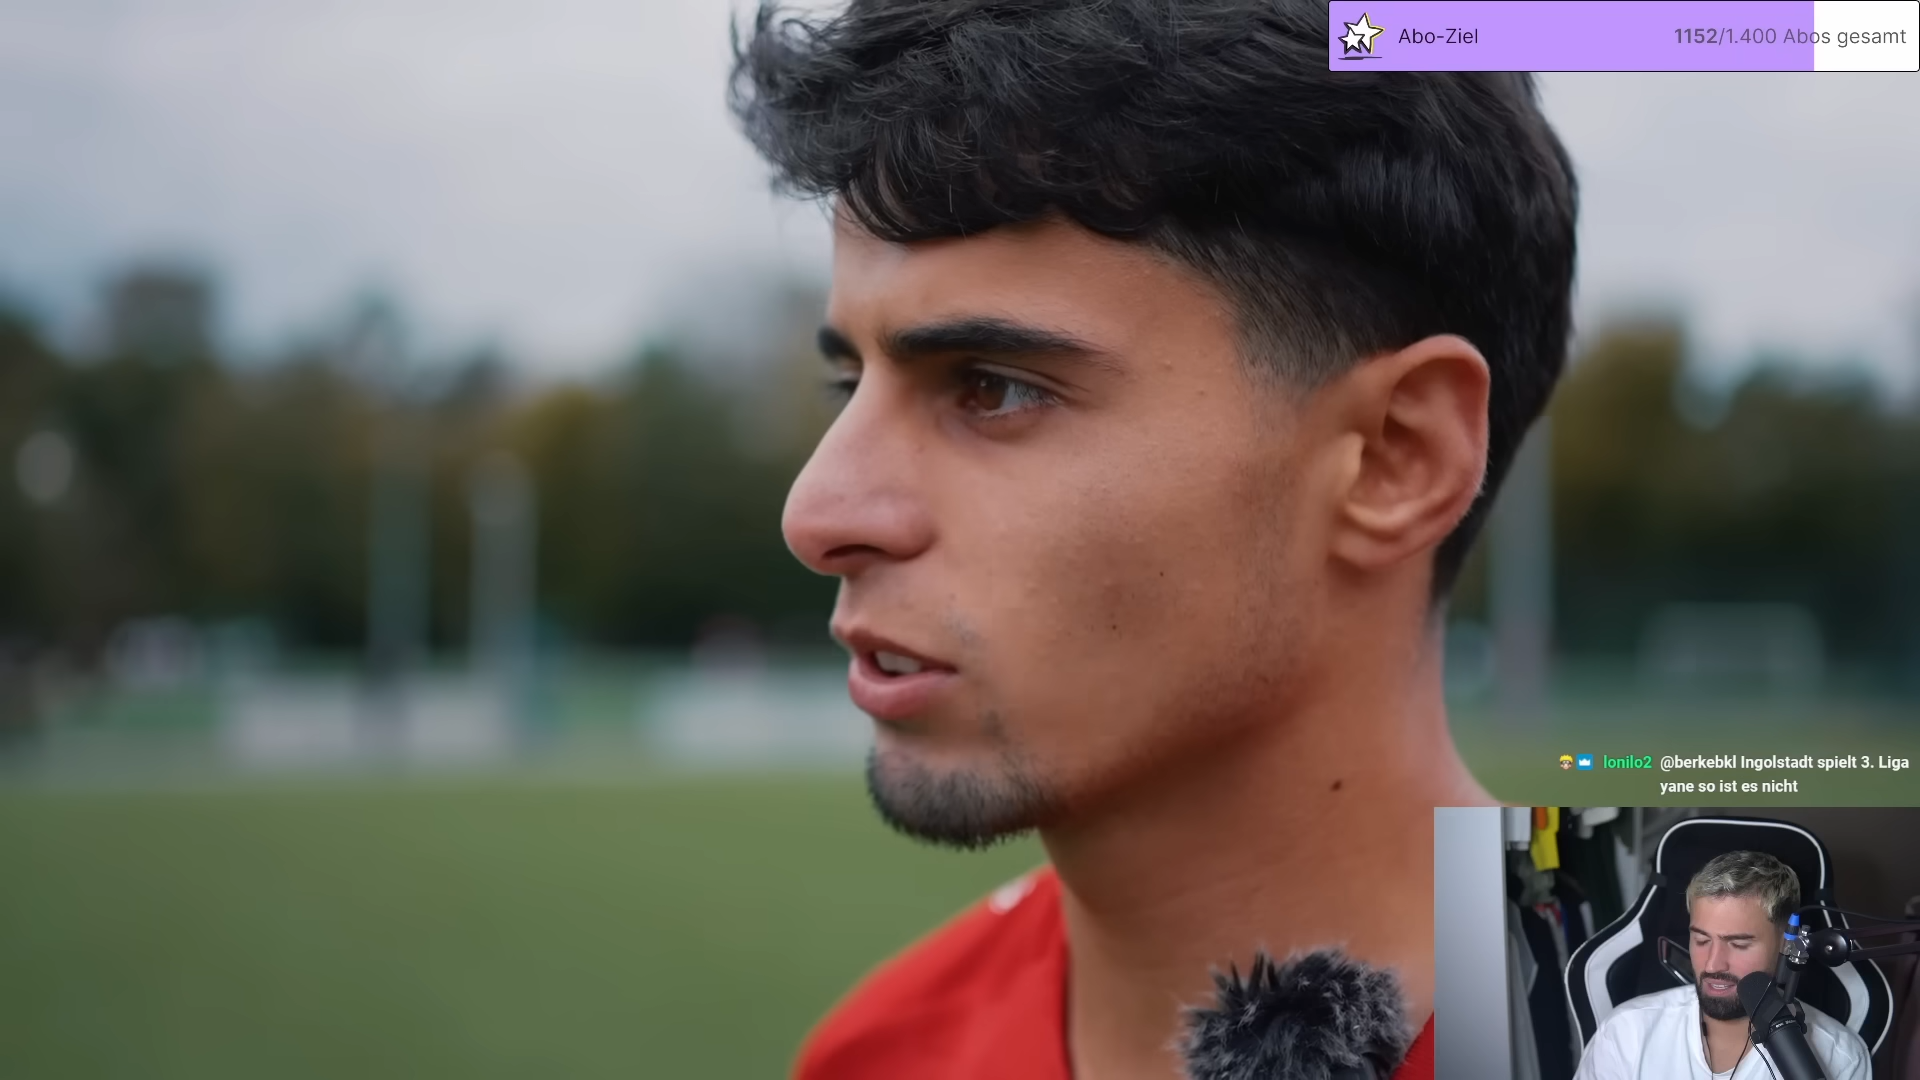 Abo-Ziel 1152/1.400 Abos gesamt
lonilo2 @berkebkl Ingolstadt spielt 3. Liga
yane so ist es nicht